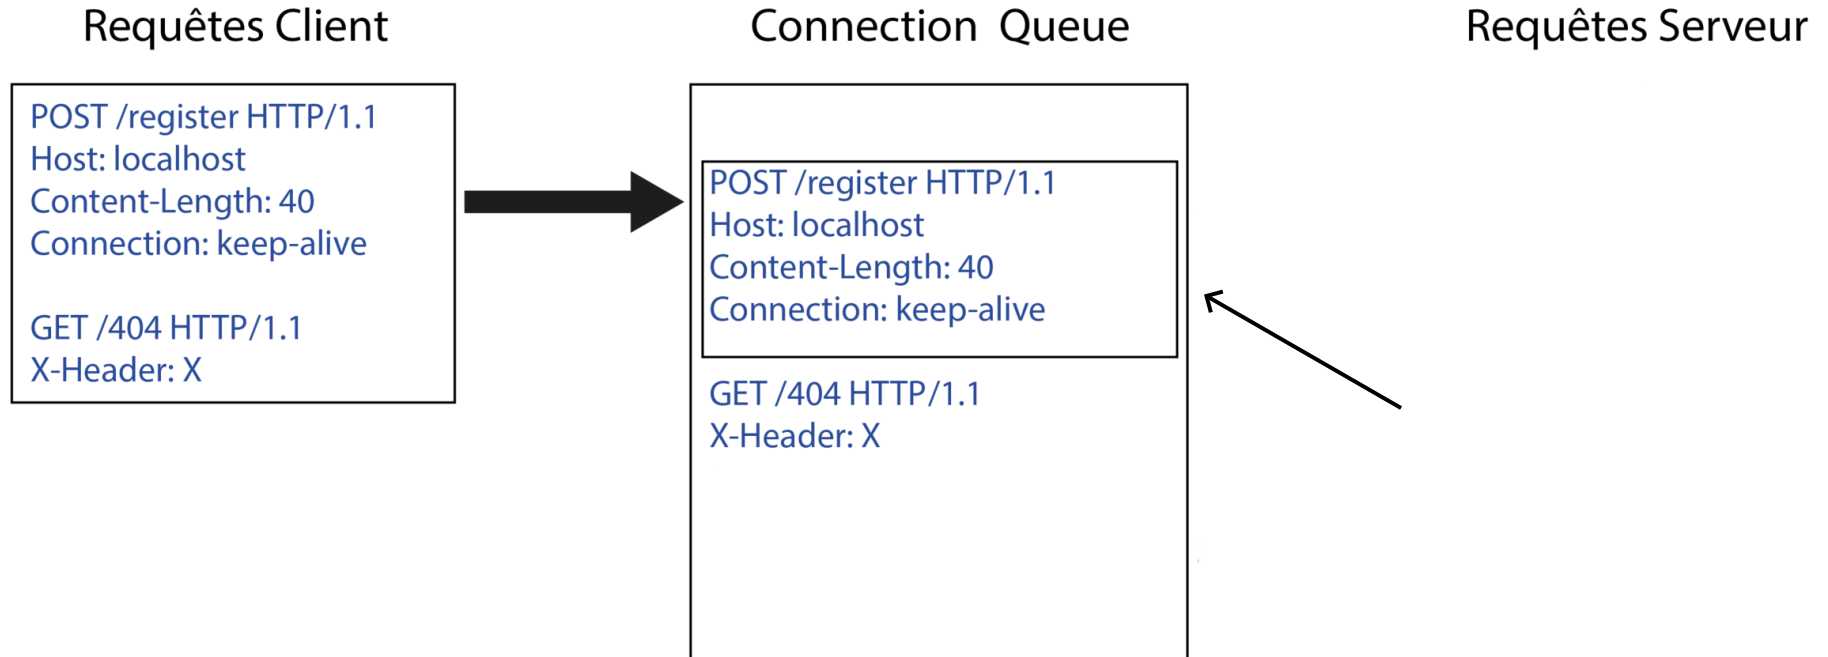 Requêtes Client
Connection Queue
Requêtes Serveur
POST /register HTTP/1.1
Host: localhost
Content-Length: 40
Connection: keep-alive
GET /404 HTTP/1.1
X-Header: X
POST /register HTTP/1.1
Host: localhost
Content-Length: 40
Connection: keep-alive
GET /404 HTTP/1.1
X-Header: X